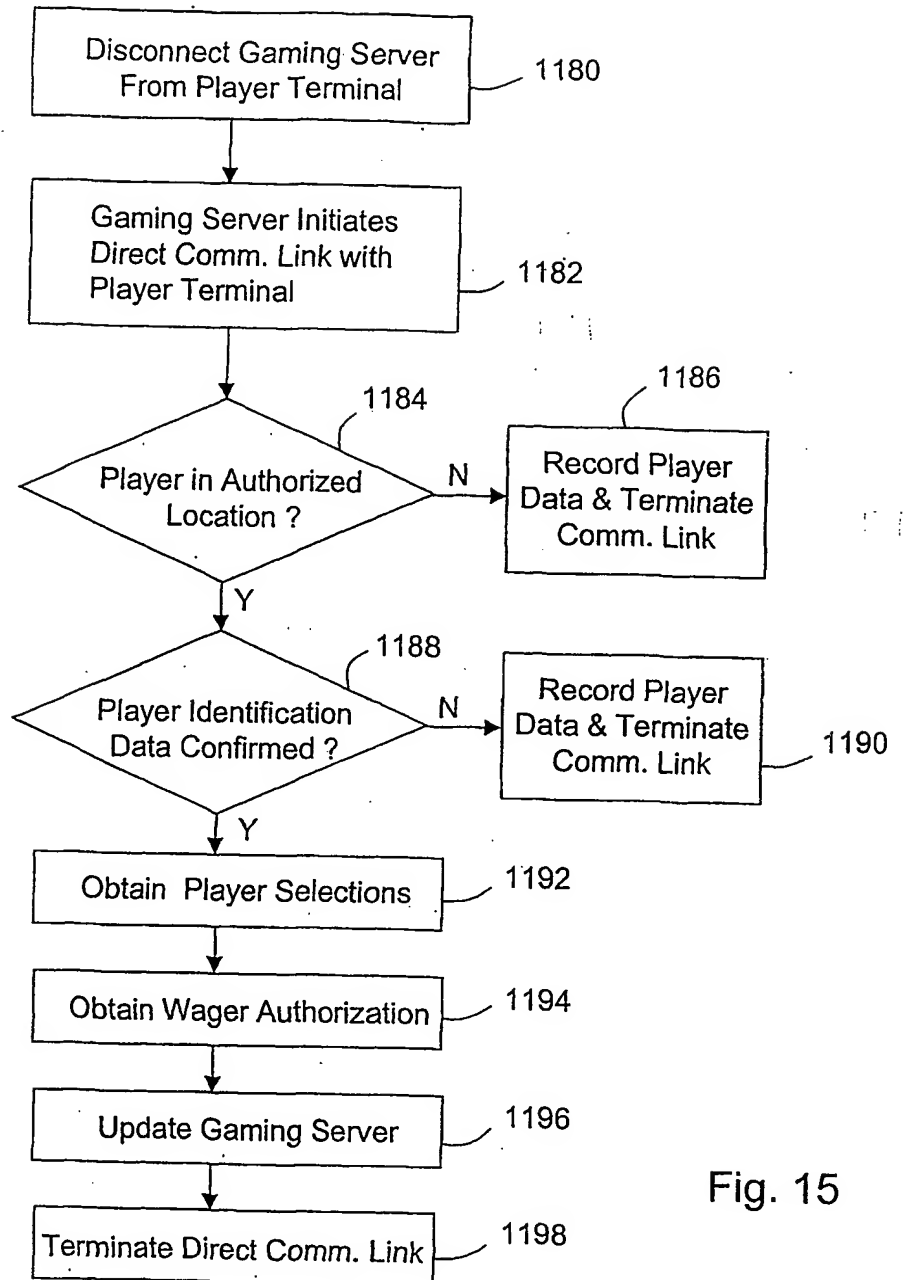 Disconnect Gaming Server
From Player Terminal
1180
Gaming Server Initiates
Direct Comm. Link with
Player Terminal
1182
1184
Player in Authorized
Location ?
N
1186
Record Player
Data & Terminate
Comm. Link
Y
1188
Player Identification
Data Confirmed ?
N
Record Player
Data & Terminate
Comm. Link
1190
Y
Obtain Player Selections
1192
Obtain Wager Authorization
1194
Update Gaming Server
1196
Terminate Direct Comm. Link
1198
Fig. 15